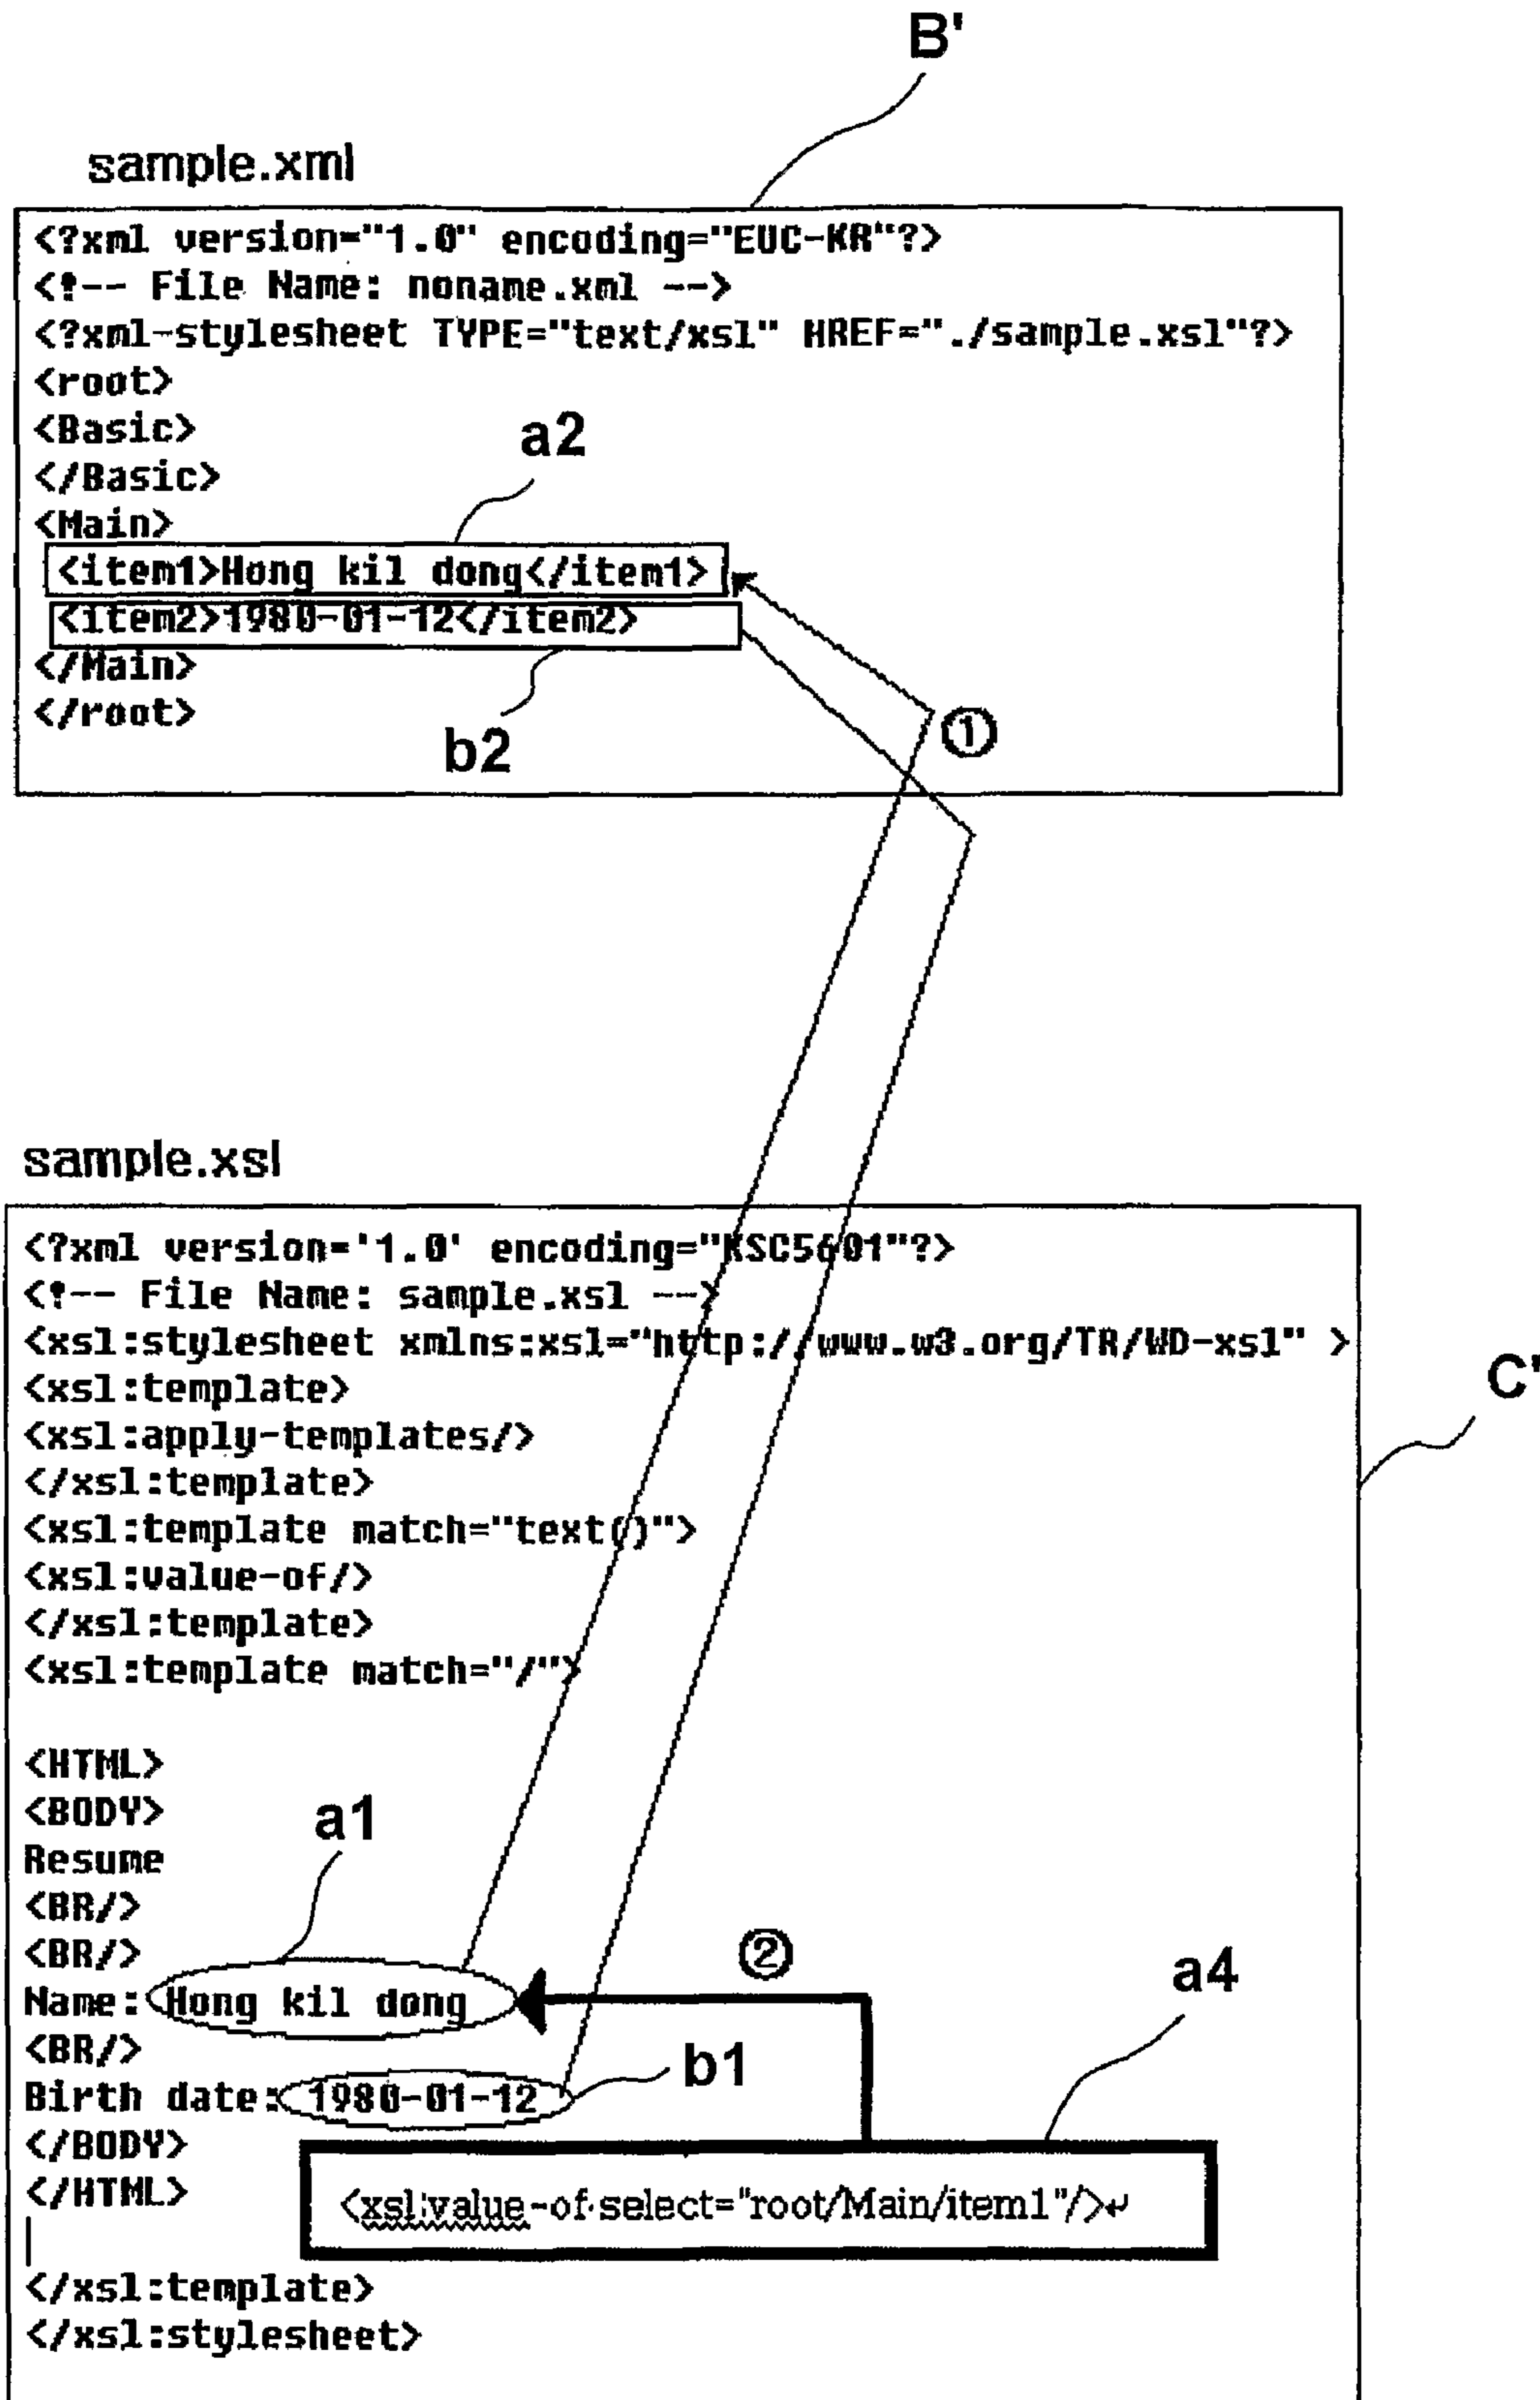 B'
sample.xml
<?xml version="1.0" encoding="EUC-KR"?>
<!-- File Name: noname.xml -->
<?xml-stylesheet TYPE="text/xsl" HREF="./sample.xsl"?>
<root>
<Basic>
a2
</Basic>
<Main>
<item1>Hong kil dong</item1>
<item2>1980-01-12</item2>
</Main>
</root>
①
b2
sample.xsl
<?xml version='1.0' encoding="KSC5601"?>
<!-- File Name: sample.xsl -->
<xsl:stylesheet xmlns:xsl="http://www.w3.org/TR/WD-xsl" >
C'
<xsl:template>
<xsl:apply-templates/>
</xsl:template>
<xsl:template match="text()">
<xsl:value-of/>
</xsl:template>
<xsl:template match="/">
<HTML>
<BODY>
a1
Resume
<BR/>
<BR/>
②
a4
Name: Hong kil dong
<BR/>
b1
Birth date: 1980-01-12
</BODY>
</HTML>
<xsl:value-of select="root/Main/item1"/>↵
</xsl:template>
</xsl:stylesheet>